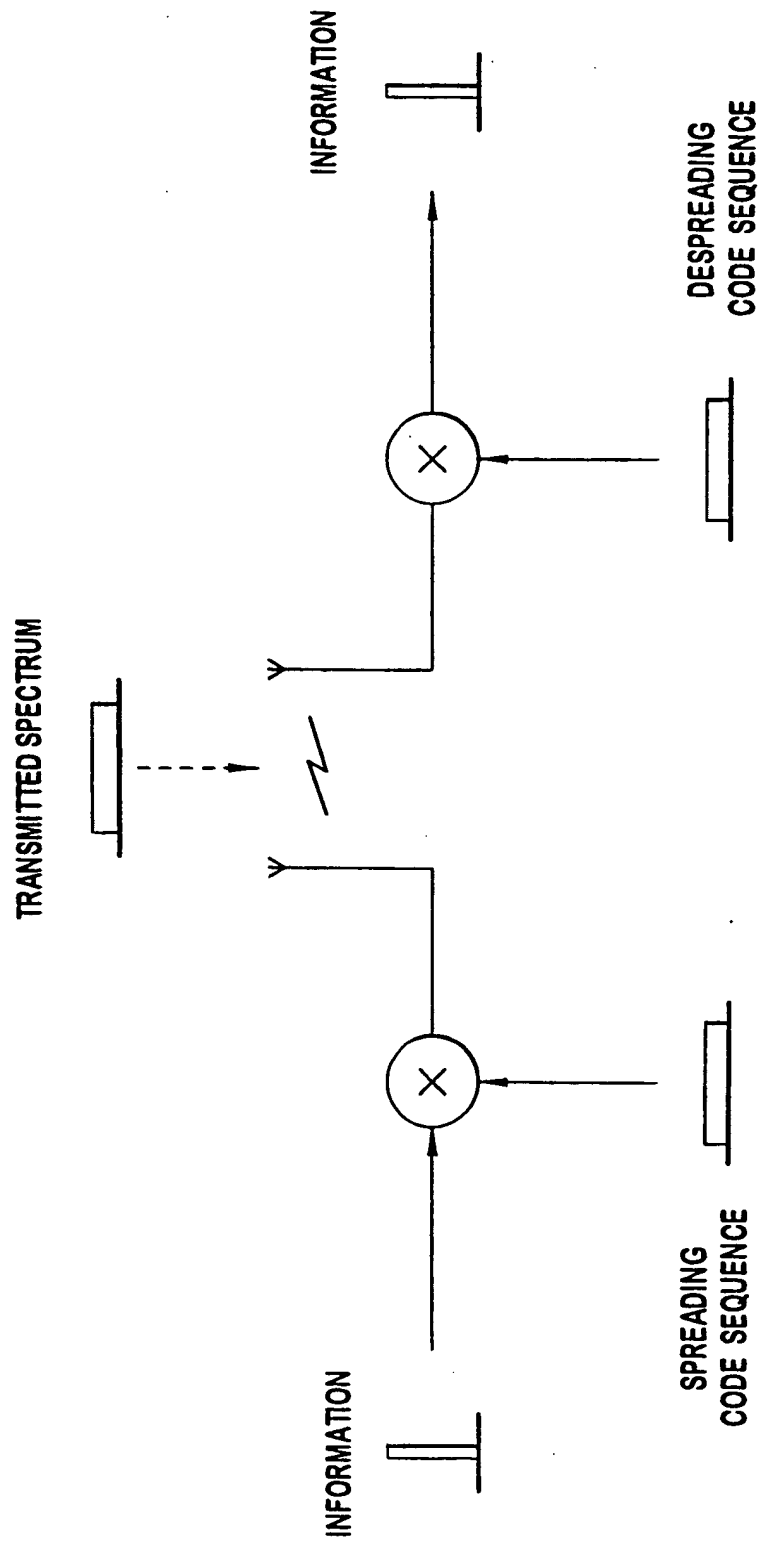 TRANSMITTED SPECTRUM
INFORMATION
INFORMATION
SPREADING
CODE SEQUENCE
DESPREADING
CODE SEQUENCE